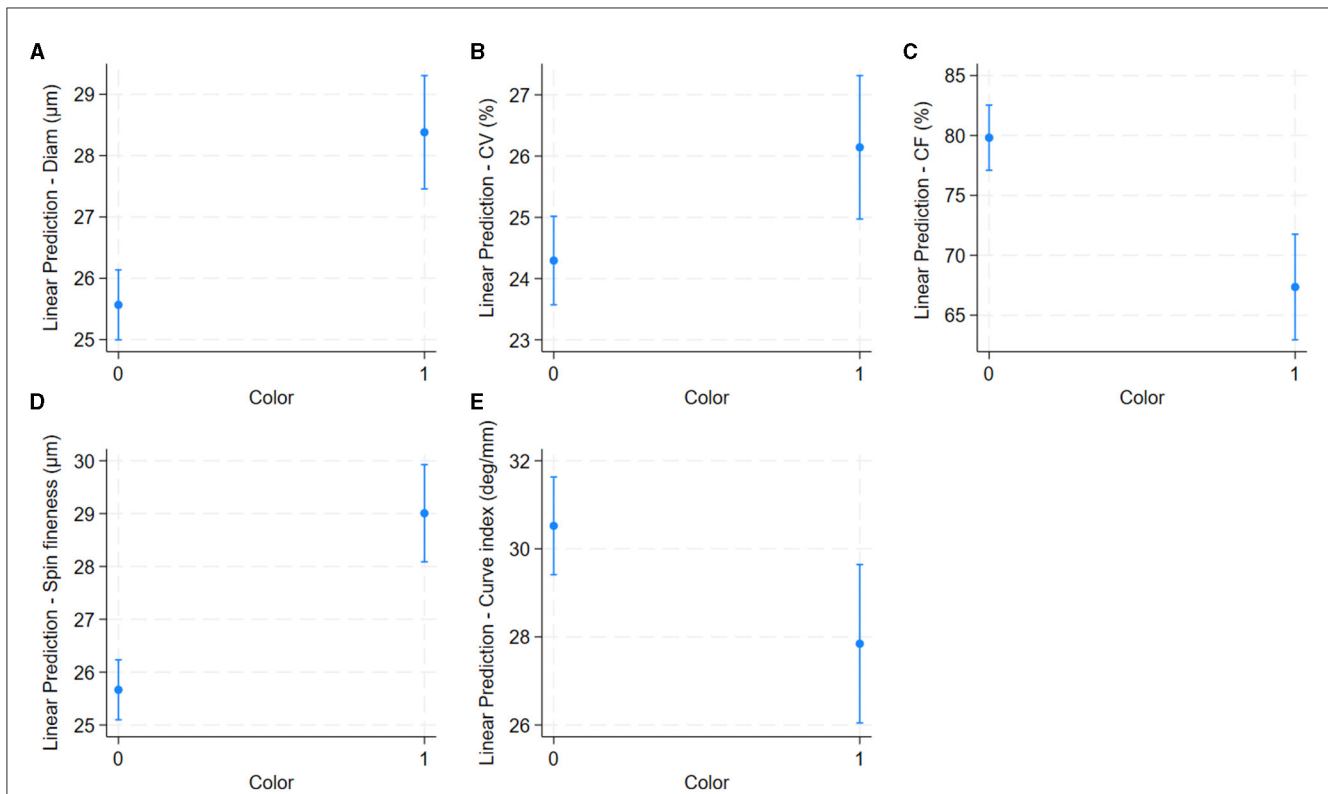 A
Linear Prediction - Diam (µm)
29
28
27
26
25
0
1
Color
B
Linear Prediction - CV (%)
27
26
25
24
23
0
1
Color
C
Linear Prediction - CF (%)
85
80
75
70
65
0
1
Color
D
Linear Prediction - Spin fineness (µm)
30
29
28
27
26
25
0
1
Color
E
Linear Prediction - Curve index (deg/mm)
32
30
28
26
0
1
Color